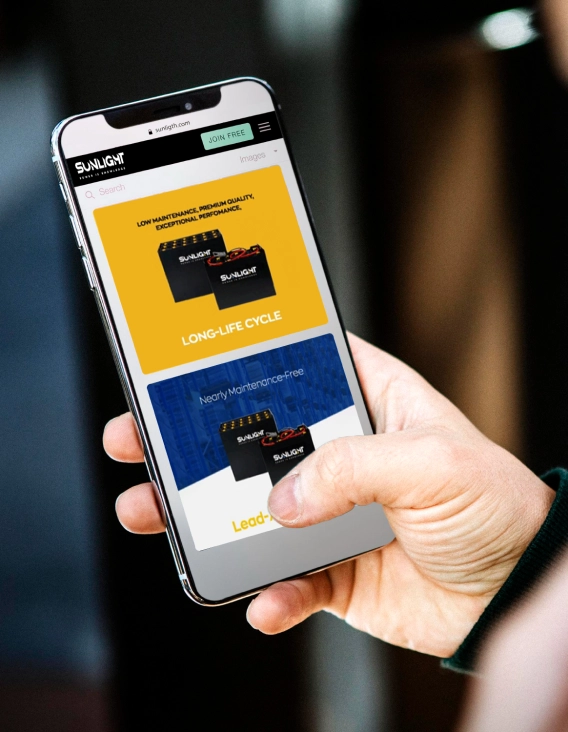 sunligth.com
SUNLIGHT
POWER IS KNOWLEDGE
JOIN FREE
Search
Images
LOW MAINTENANCE, PREMIUM QUALITY,
EXCEPTIONAL PERFOMANCE,
SUNLIGHT
SUNLIGHT
LONG-LIFE CYCLE
Nearly Maintenance-Free
SUNLIGHT
SUNLIGHT
Lead-